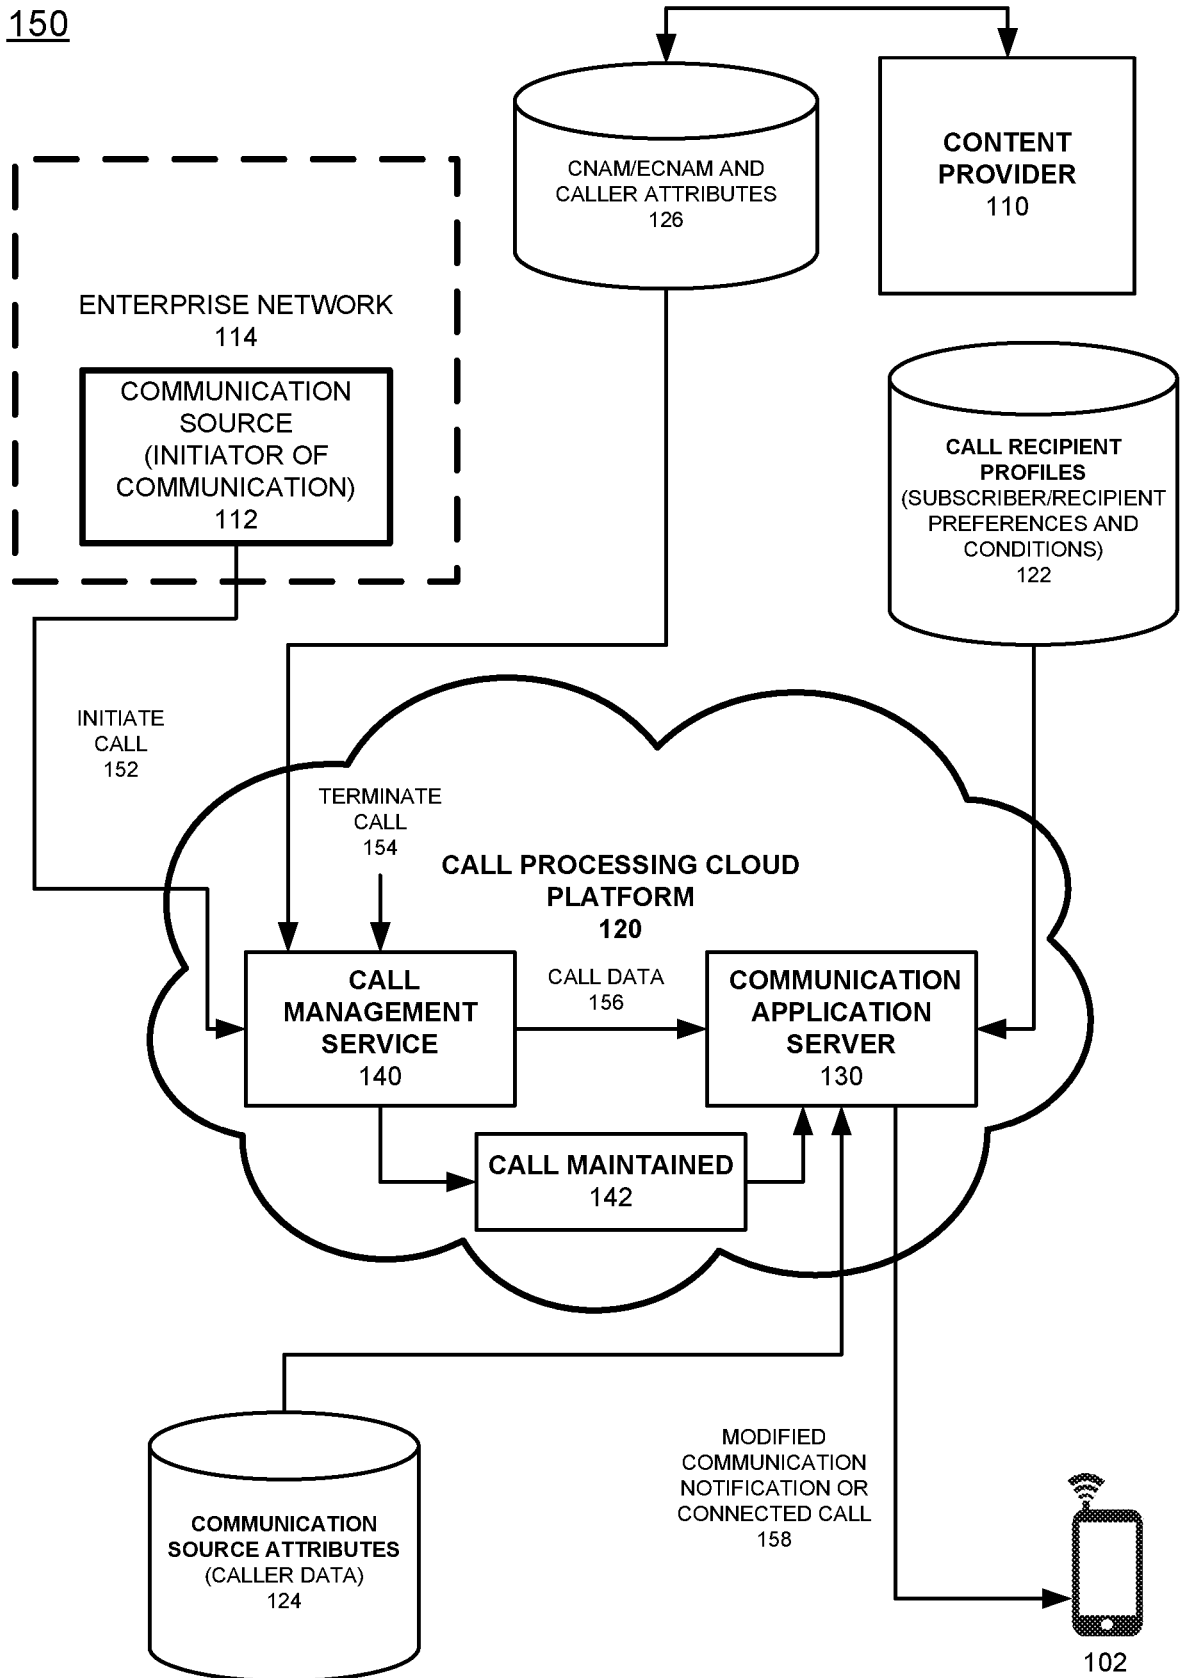 150
CNAM/ECNAM AND
CALLER ATTRIBUTES
126
CONTENT
PROVIDER
110
ENTERPRISE NETWORK
114
COMMUNICATION
SOURCE
(INITIATOR OF
COMMUNICATION)
112
CALL RECIPIENT
PROFILES
(SUBSCRIBER/RECIPIENT
PREFERENCES AND
CONDITIONS)
122
INITIATE
CALL
152
TERMINATE
CALL
154
CALL PROCESSING CLOUD
PLATFORM
120
CALL
MANAGEMENT
SERVICE
140
CALL DATA
156
COMMUNICATION
APPLICATION
SERVER
130
CALL MAINTAINED
142
COMMUNICATION
SOURCE ATTRIBUTES
(CALLER DATA)
124
MODIFIED
COMMUNICATION
NOTIFICATION OR
CONNECTED CALL
158
102